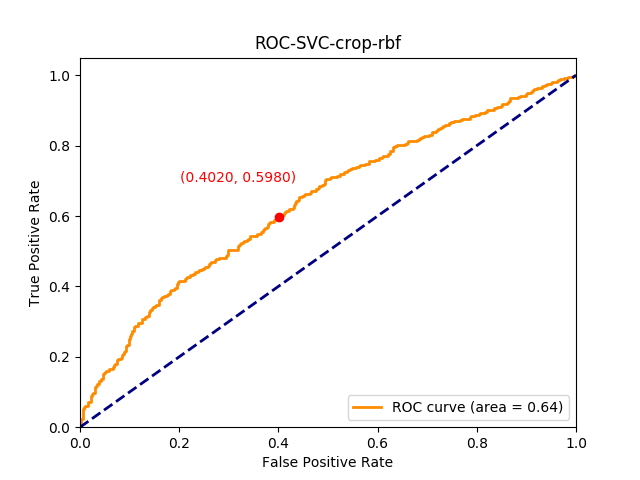 ROC-SVC-crop-rbf
1.0
0.8
0.6
0.4
0.2
0.0
True Positive Rate
(0.4020, 0.5980)
ROC curve (area = 0.64)
0.0 0.2 0.4 0.6 0.8 1.0
False Positive Rate